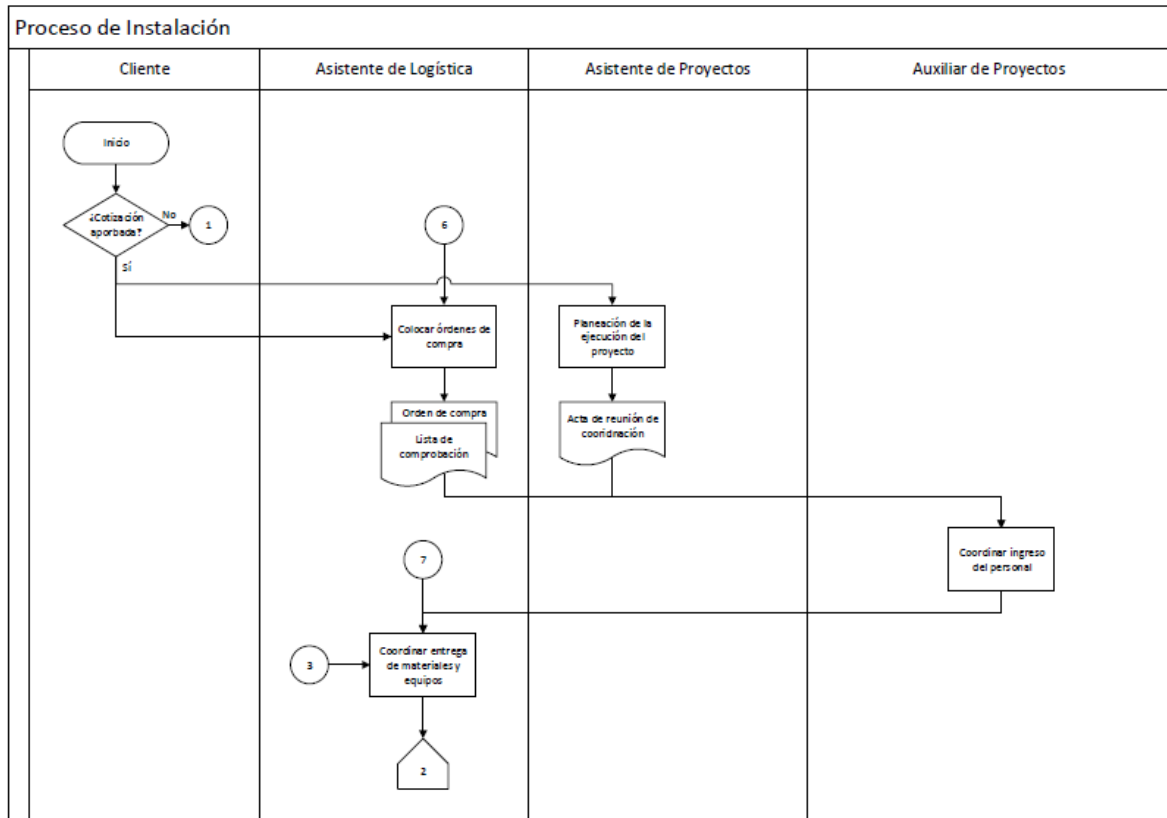 Proceso de Instalación
Cliente
Asistente de Logística
Asistente de Proyectos
Auxiliar de Proyectos
Inicio
¿Cotización
aporbada?
No
1
Sí
6
Colocar órdenes de
compra
Planeación de la
ejecución del
proyecto
Orden de compra
Lista de
comprobación
Acta de reunión de
cooridnación
Coordinar ingreso
del personal
7
3
Coordinar entrega
de materiales y
equipos
2